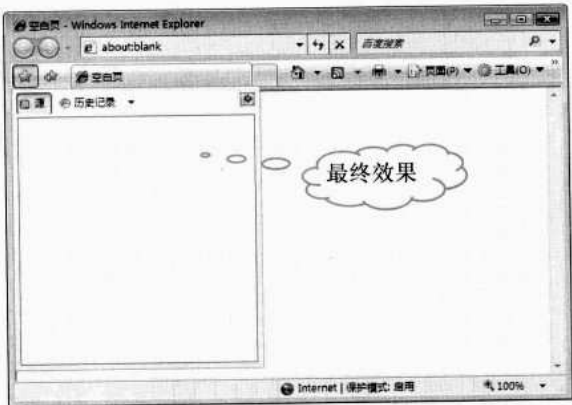 空白页 - Windows Internet Explorer
about:blank
百度搜索
空白页
页面(P)
工具(O)
源
历史记录
最终效果
Internet | 保护模式: 启用
100%